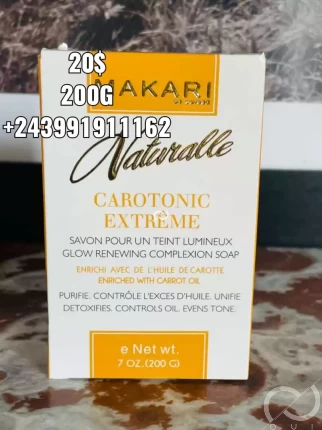 20$
MAKARI
200G
DE SUISSE
+243991911162
Naturalle
CAROTONIC
EXTRÊME
SAVON POUR UN TEINT LUMINEUX
GLOW RENEWING COMPLEXION SOAP
ENRICHI AVEC DE L'HUILE DE CAROTTE
ENRICHED WITH CARROT OIL
PURIFIE. CONTRÔLE L'EXCES D'HUILE. UNIFIE
DETOXIFIES. CONTROLS OIL. EVENS TONE.
e Net wt.
7 OZ. (200 G)